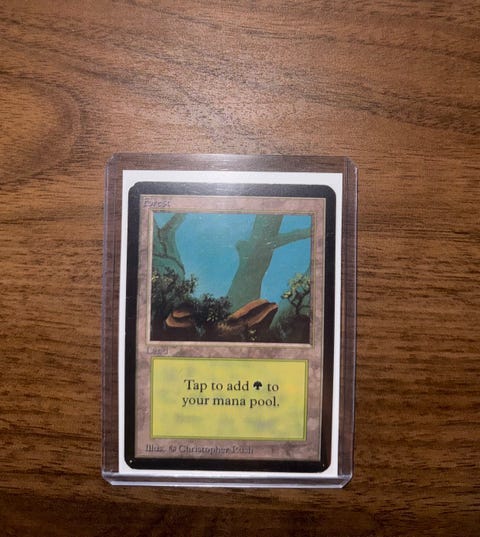 Forest
Land
Tap to add to
your mana pool.
Illus. © Christopher Rush